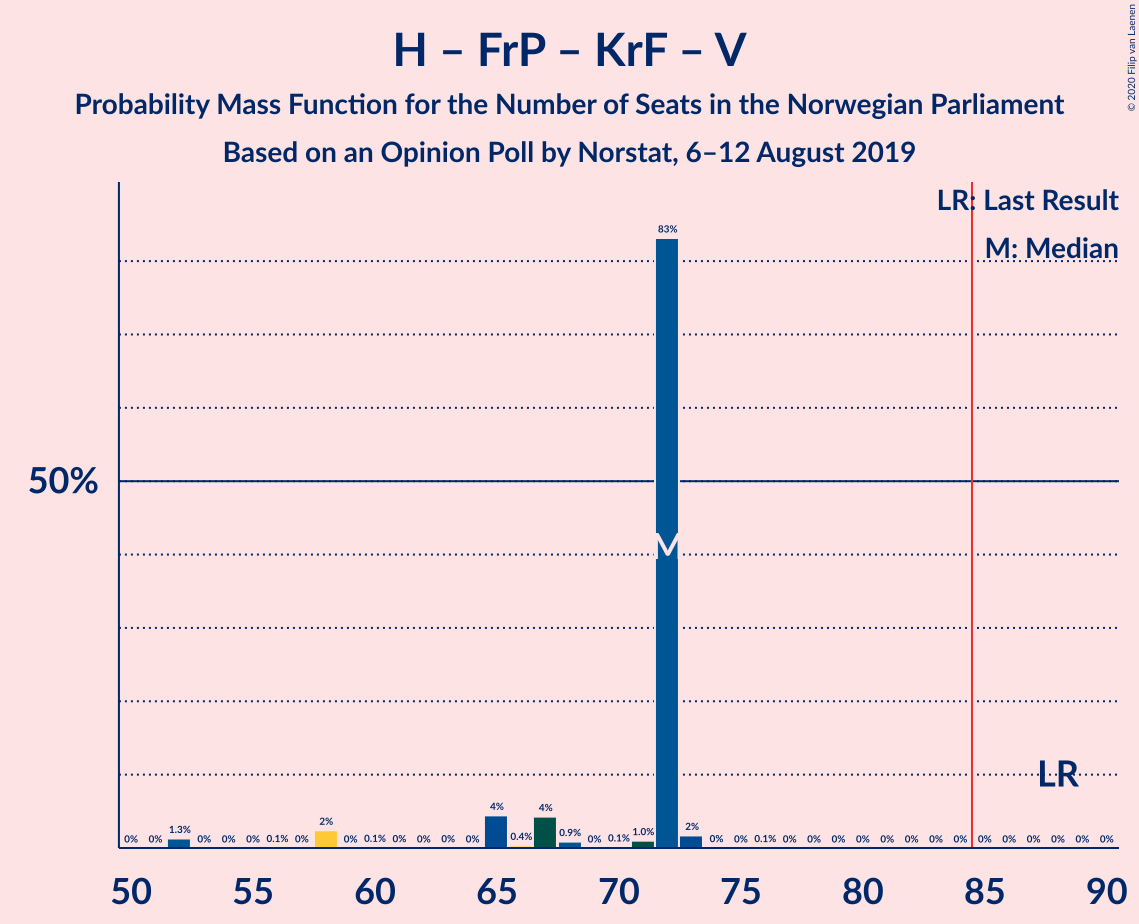 H – FrP – KrF – V
Probability Mass Function for the Number of Seats in the Norwegian Parliament
Based on an Opinion Poll by Norstat, 6–12 August 2019
© 2020 Filip van Laenen
LR: Last Result
M: Median
50%
M
LR
0% 0% 1.3% 0% 0% 0% 0.1% 0% 2% 0% 0.1% 0% 0% 0% 0% 4% 0.4% 4% 0.9% 0% 0.1% 1.0% 83% 2% 0% 0% 0.1% 0% 0% 0% 0% 0% 0% 0% 0% 0% 0% 0% 0% 0% 0%
50 55 60 65 70 75 80 85 90